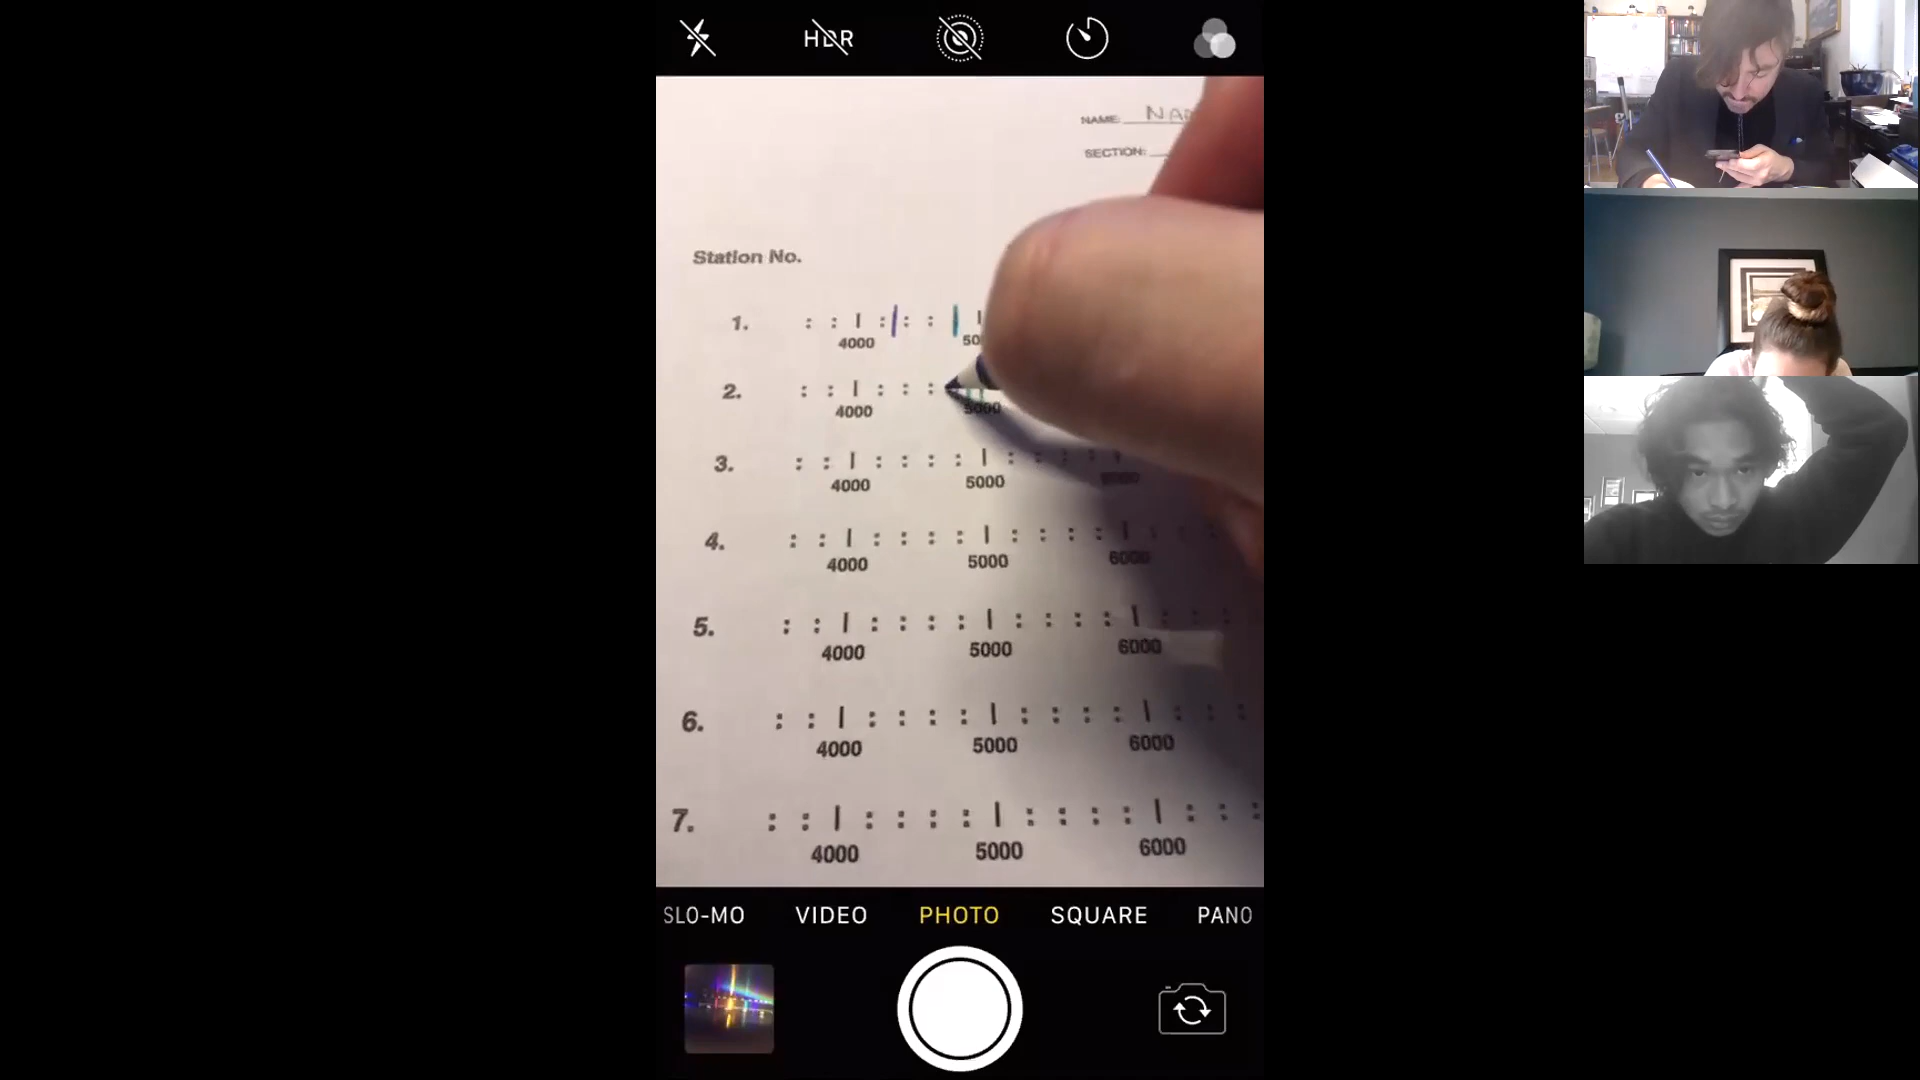 HDR
NAME:
SECTION:
Station No.
1.
4000
2.
4000 5000
3.
4000 5000 6000
4.
4000 5000 6000
5.
4000 5000 6000
6.
4000 5000 6000
7.
4000 5000 6000
SLO-MO VIDEO PHOTO SQUARE PANO